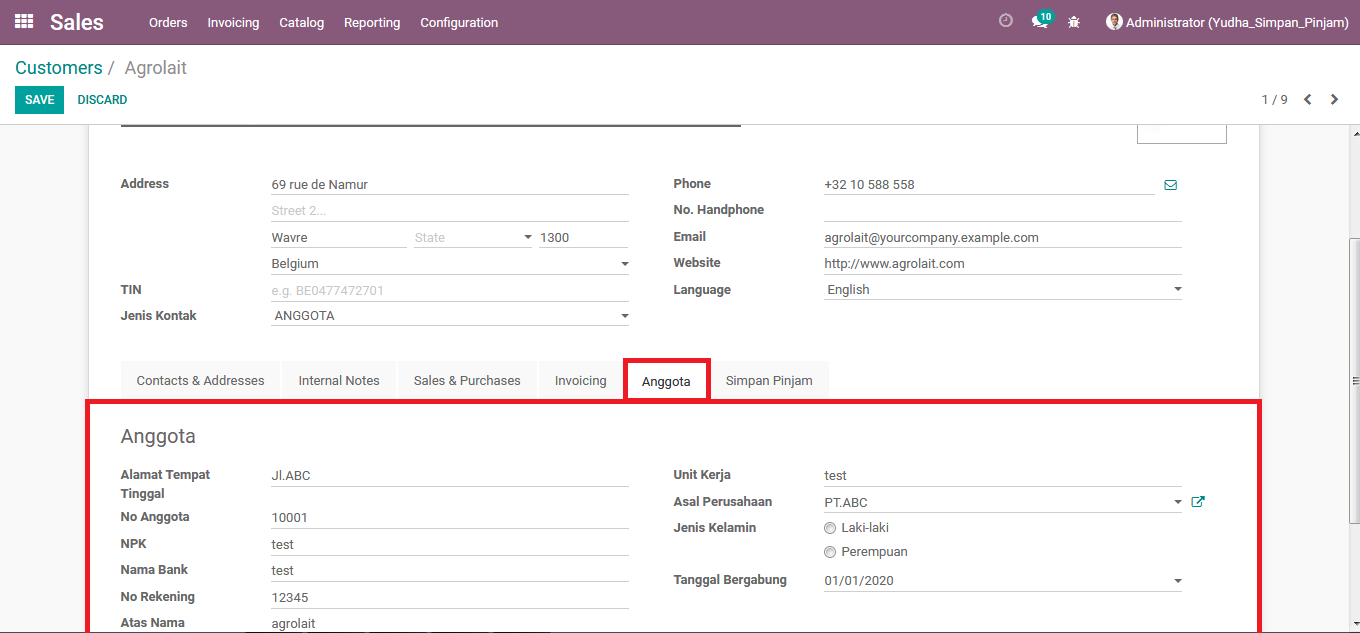 Sales Orders Invoicing Catalog Reporting Configuration 10 Administrator (Yudha_Simpan_Pinjam)
Customers / Agrolait
SAVE DISCARD 1 / 9
Address 69 rue de Namur
Street 2...
Wavre State 1300
Belgium
TIN e.g. BE0477472701
Jenis Kontak ANGGOTA
Phone +32 10 588 558
No. Handphone
Email agrolait@yourcompany.example.com
Website http://www.agrolait.com
Language English
Contacts & Addresses Internal Notes Sales & Purchases Invoicing Anggota Simpan Pinjam
Anggota
Alamat Tempat Jl.ABC
Tinggal
No Anggota 10001
NPK test
Nama Bank test
No Rekening 12345
Atas Nama agrolait
Unit Kerja test
Asal Perusahaan PT.ABC
Jenis Kelamin Laki-laki
Perempuan
Tanggal Bergabung 01/01/2020